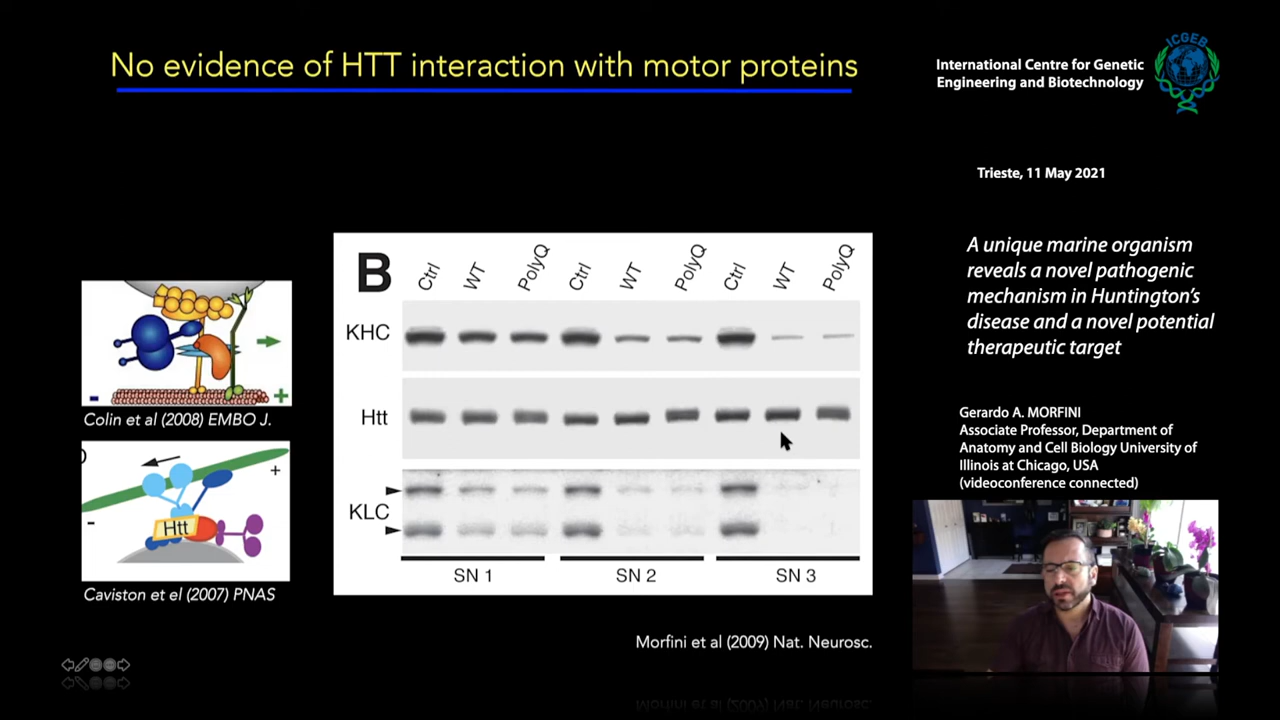 No evidence of HTT interaction with motor proteins
ICGEB
International Centre for Genetic
Engineering and Biotechnology
Trieste, 11 May 2021
A unique marine organism
reveals a novel pathogenic
mechanism in Huntington's
disease and a novel potential
therapeutic target
Gerardo A. MORFINI
Associate Professor, Department of
Anatomy and Cell Biology University of
Illinois at Chicago, USA
(videoconference connected)
- +
Colin et al (2008) EMBO J.
+
-
Htt
Caviston et el (2007) PNAS
B
Ctrl WT PolyQ Ctrl WT PolyQ Ctrl WT PolyQ
KHC
Htt
KLC
SN 1 SN 2 SN 3
Morfini et al (2009) Nat. Neurosc.